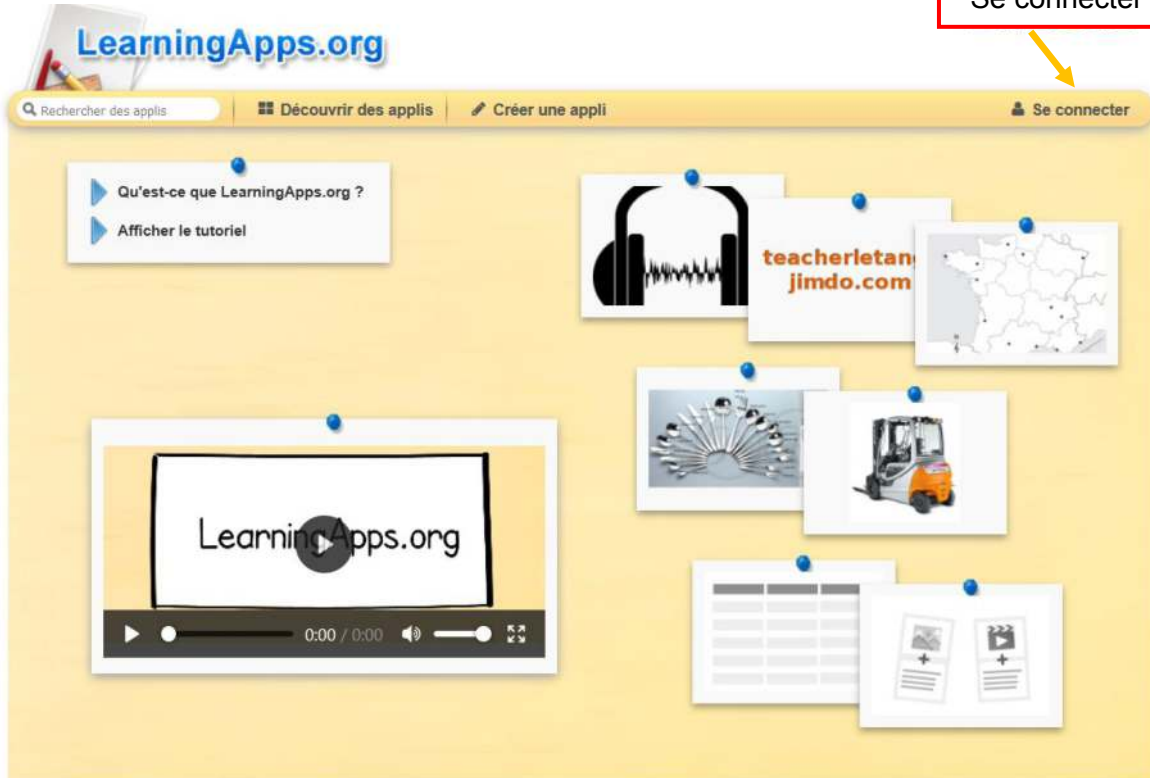 Se connecter
LearningApps.org
Rechercher des applis
Découvrir des applis
Créer une appli
Se connecter
Qu'est-ce que LearningApps.org ?
Afficher le tutoriel
teacherletan
jimdo.com
LearningApps.org
0:00 / 0:00